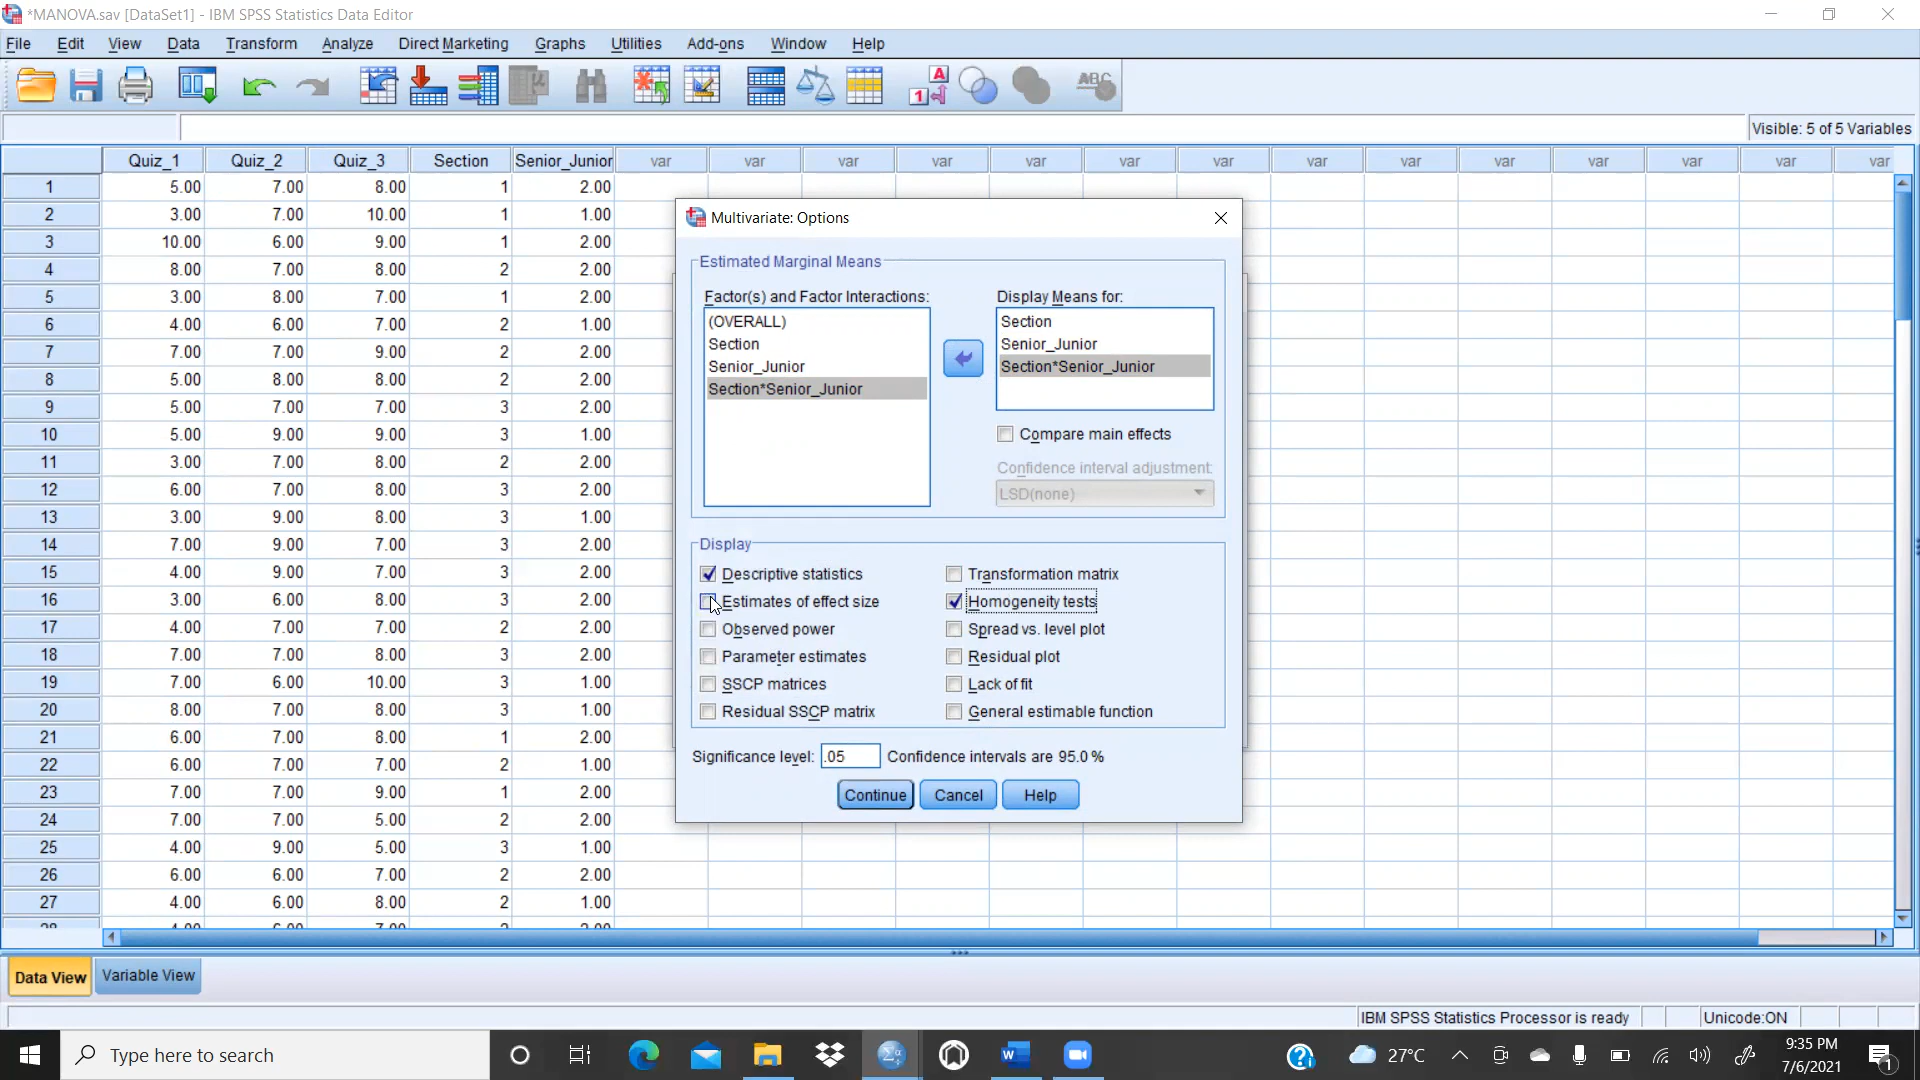 *MANOVA.sav [DataSet1] - IBM SPSS Statistics Data Editor
File Edit View Data Transform Analyze Direct Marketing Graphs Utilities Add-ons Window Help
Visible: 5 of 5 Variables
Quiz_1 Quiz_2 Quiz_3 Section Senior_Junior var var var var var var var var var var var var var var
1 5.00 7.00 8.00 1 2.00
2 3.00 7.00 10.00 1 1.00
3 10.00 6.00 9.00 1 2.00
4 8.00 7.00 8.00 2 2.00
5 3.00 8.00 7.00 1 2.00
6 4.00 6.00 7.00 2 1.00
7 7.00 7.00 9.00 2 2.00
8 5.00 8.00 8.00 2 2.00
9 5.00 7.00 7.00 3 2.00
10 5.00 9.00 9.00 3 1.00
11 3.00 7.00 8.00 2 2.00
12 6.00 7.00 8.00 3 2.00
13 3.00 9.00 8.00 3 1.00
14 7.00 9.00 7.00 3 2.00
15 4.00 9.00 7.00 3 2.00
16 3.00 6.00 8.00 3 2.00
17 4.00 7.00 7.00 2 2.00
18 7.00 7.00 8.00 3 2.00
19 7.00 6.00 10.00 3 1.00
20 8.00 7.00 8.00 3 1.00
21 6.00 7.00 8.00 1 2.00
22 6.00 7.00 7.00 2 1.00
23 7.00 7.00 9.00 1 2.00
24 7.00 7.00 5.00 2 2.00
25 4.00 9.00 5.00 3 1.00
26 6.00 6.00 7.00 2 2.00
27 4.00 6.00 8.00 2 1.00
28 4.00 6.00 7.00 2 2.00
Multivariate: Options
Estimated Marginal Means
Factor(s) and Factor Interactions: Display Means for:
(OVERALL) Section
Section Senior_Junior
Senior_Junior Section*Senior_Junior
Section*Senior_Junior
Compare main effects
Confidence interval adjustment:
LSD(none)
Display
Descriptive statistics Transformation matrix
Estimates of effect size Homogeneity tests
Observed power Spread vs. level plot
Parameter estimates Residual plot
SSCP matrices Lack of fit
Residual SSCP matrix General estimable function
Significance level: .05 Confidence intervals are 95.0 %
Continue Cancel Help
Data View Variable View
IBM SPSS Statistics Processor is ready Unicode:ON
Type here to search 27°C 9:35 PM
7/6/2021